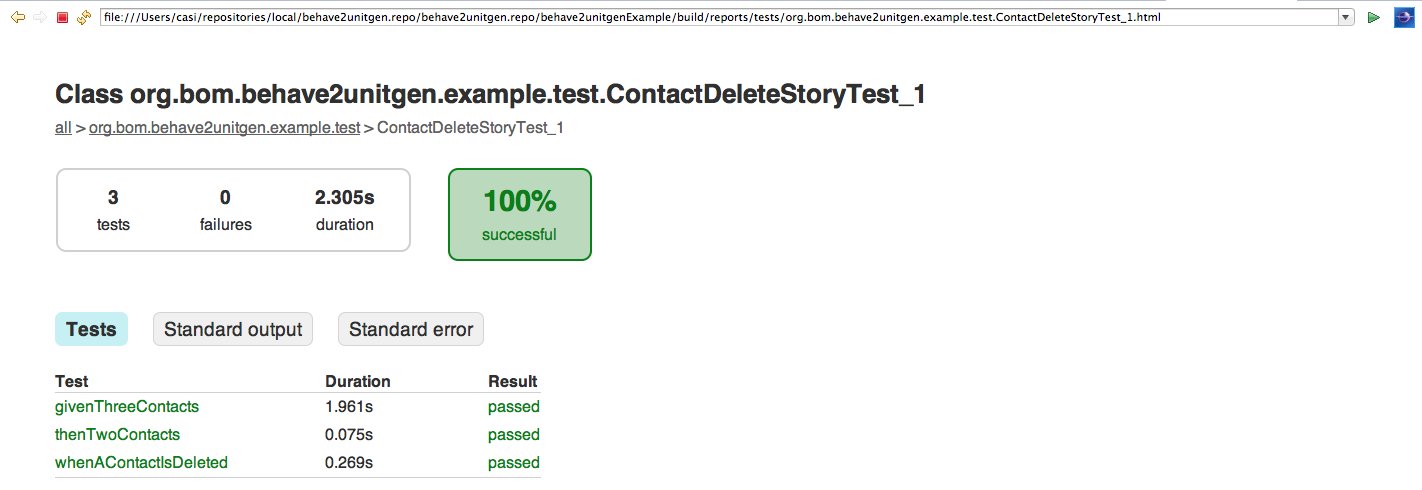 file:///Users/casi/repositories/local/behave2unitgen.repo/behave2unitgen.repo/behave2unitgenExample/build/reports/tests/org.bom.behave2unitgen.example.test.ContactDeleteStoryTest_1.html
Class org.bom.behave2unitgen.example.test.ContactDeleteStoryTest_1
all > org.bom.behave2unitgen.example.test > ContactDeleteStoryTest_1
3 0 2.305s
tests failures duration
100%
successful
Tests Standard output Standard error
Test Duration Result
givenThreeContacts 1.961s passed
thenTwoContacts 0.075s passed
whenAContactIsDeleted 0.269s passed